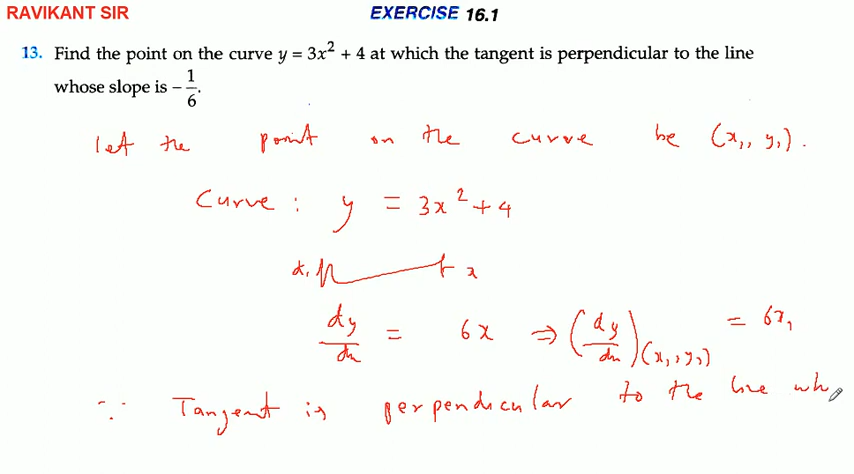 RAVIKANT SIR
EXERCISE 16.1
13. Find the point on the curve y = 3x² + 4 at which the tangent is perpendicular to the line
whose slope is −1/6.
let the point on the curve be (x₁, y₁).
Curve : y = 3x² + 4
x
dy/dx = 6x ⇒ (dy/dx)(x₁, y₁) = 6x₁
∵ Tangent is perpendicular to the line wh